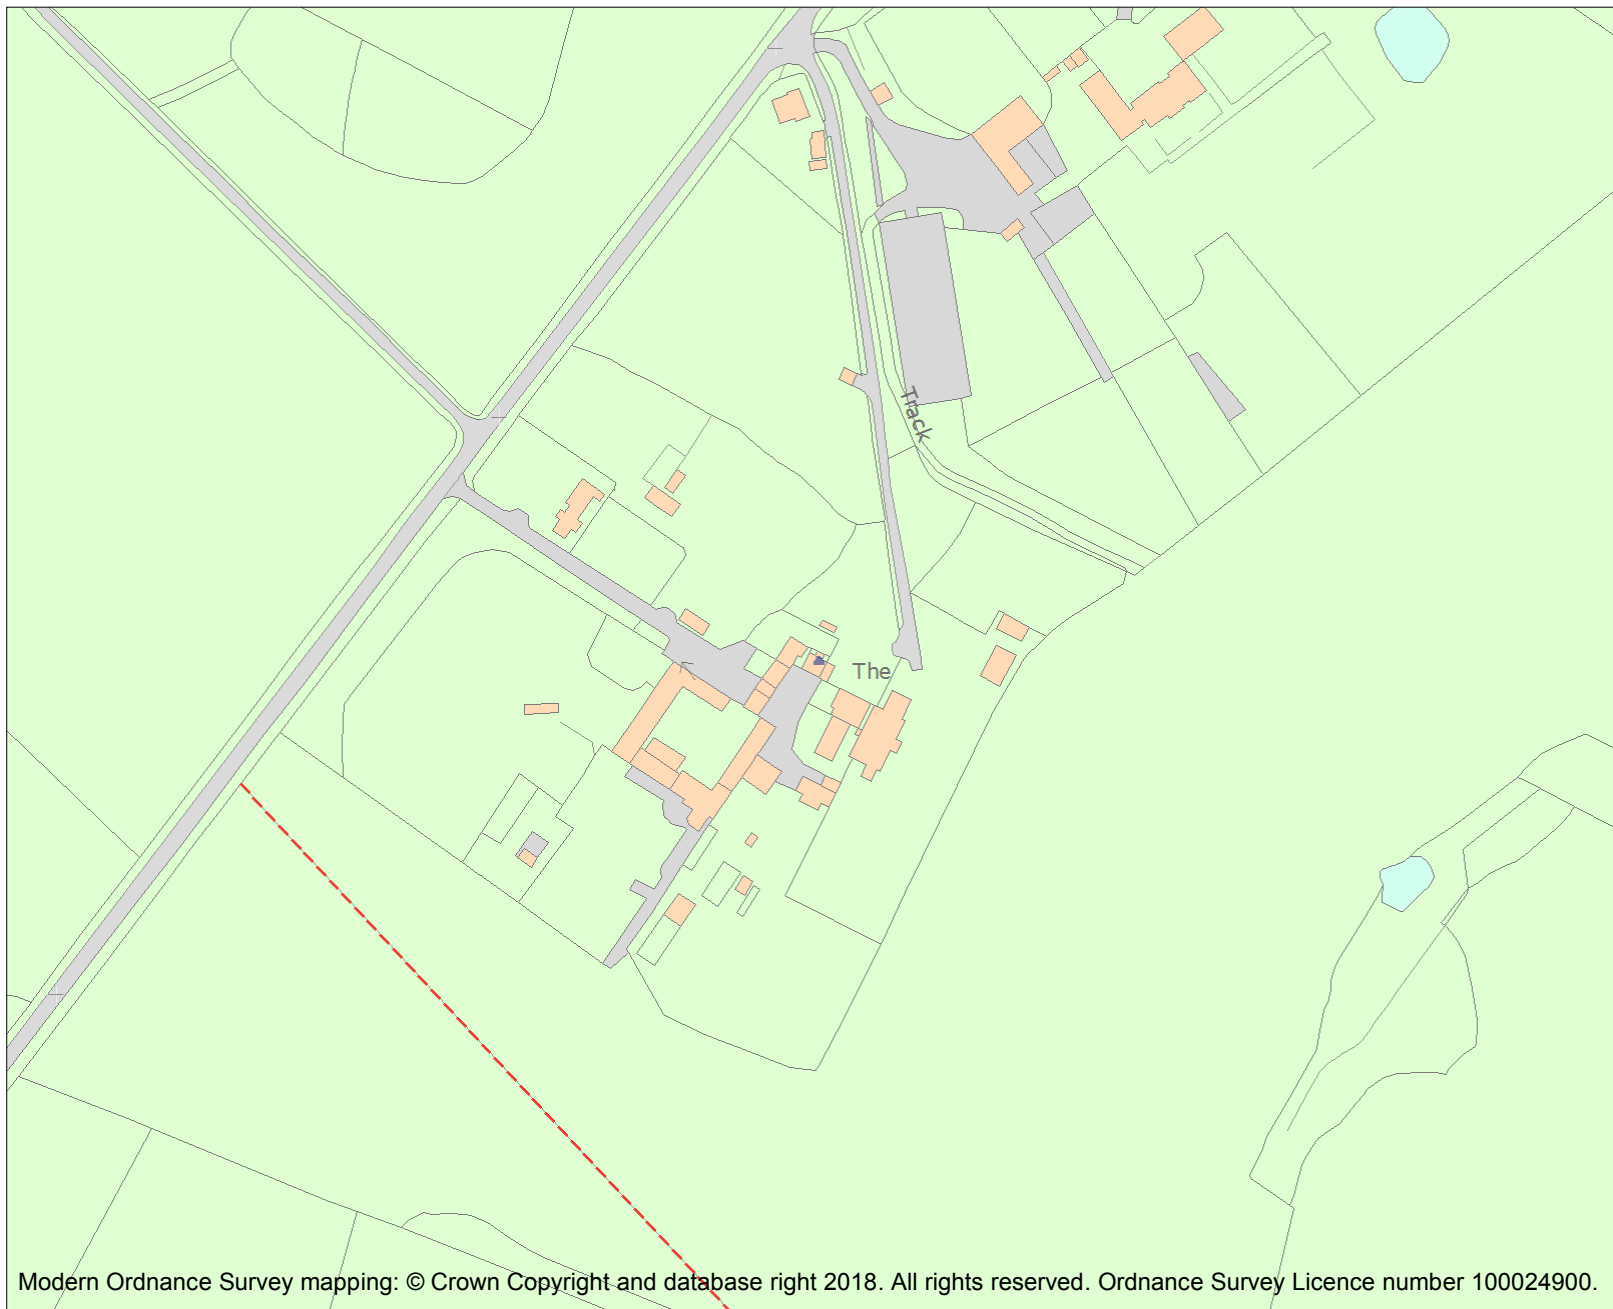 Track
The
Modern Ordnance Survey mapping: © Crown Copyright and database right 2018. All rights reserved. Ordnance Survey Licence number 100024900.